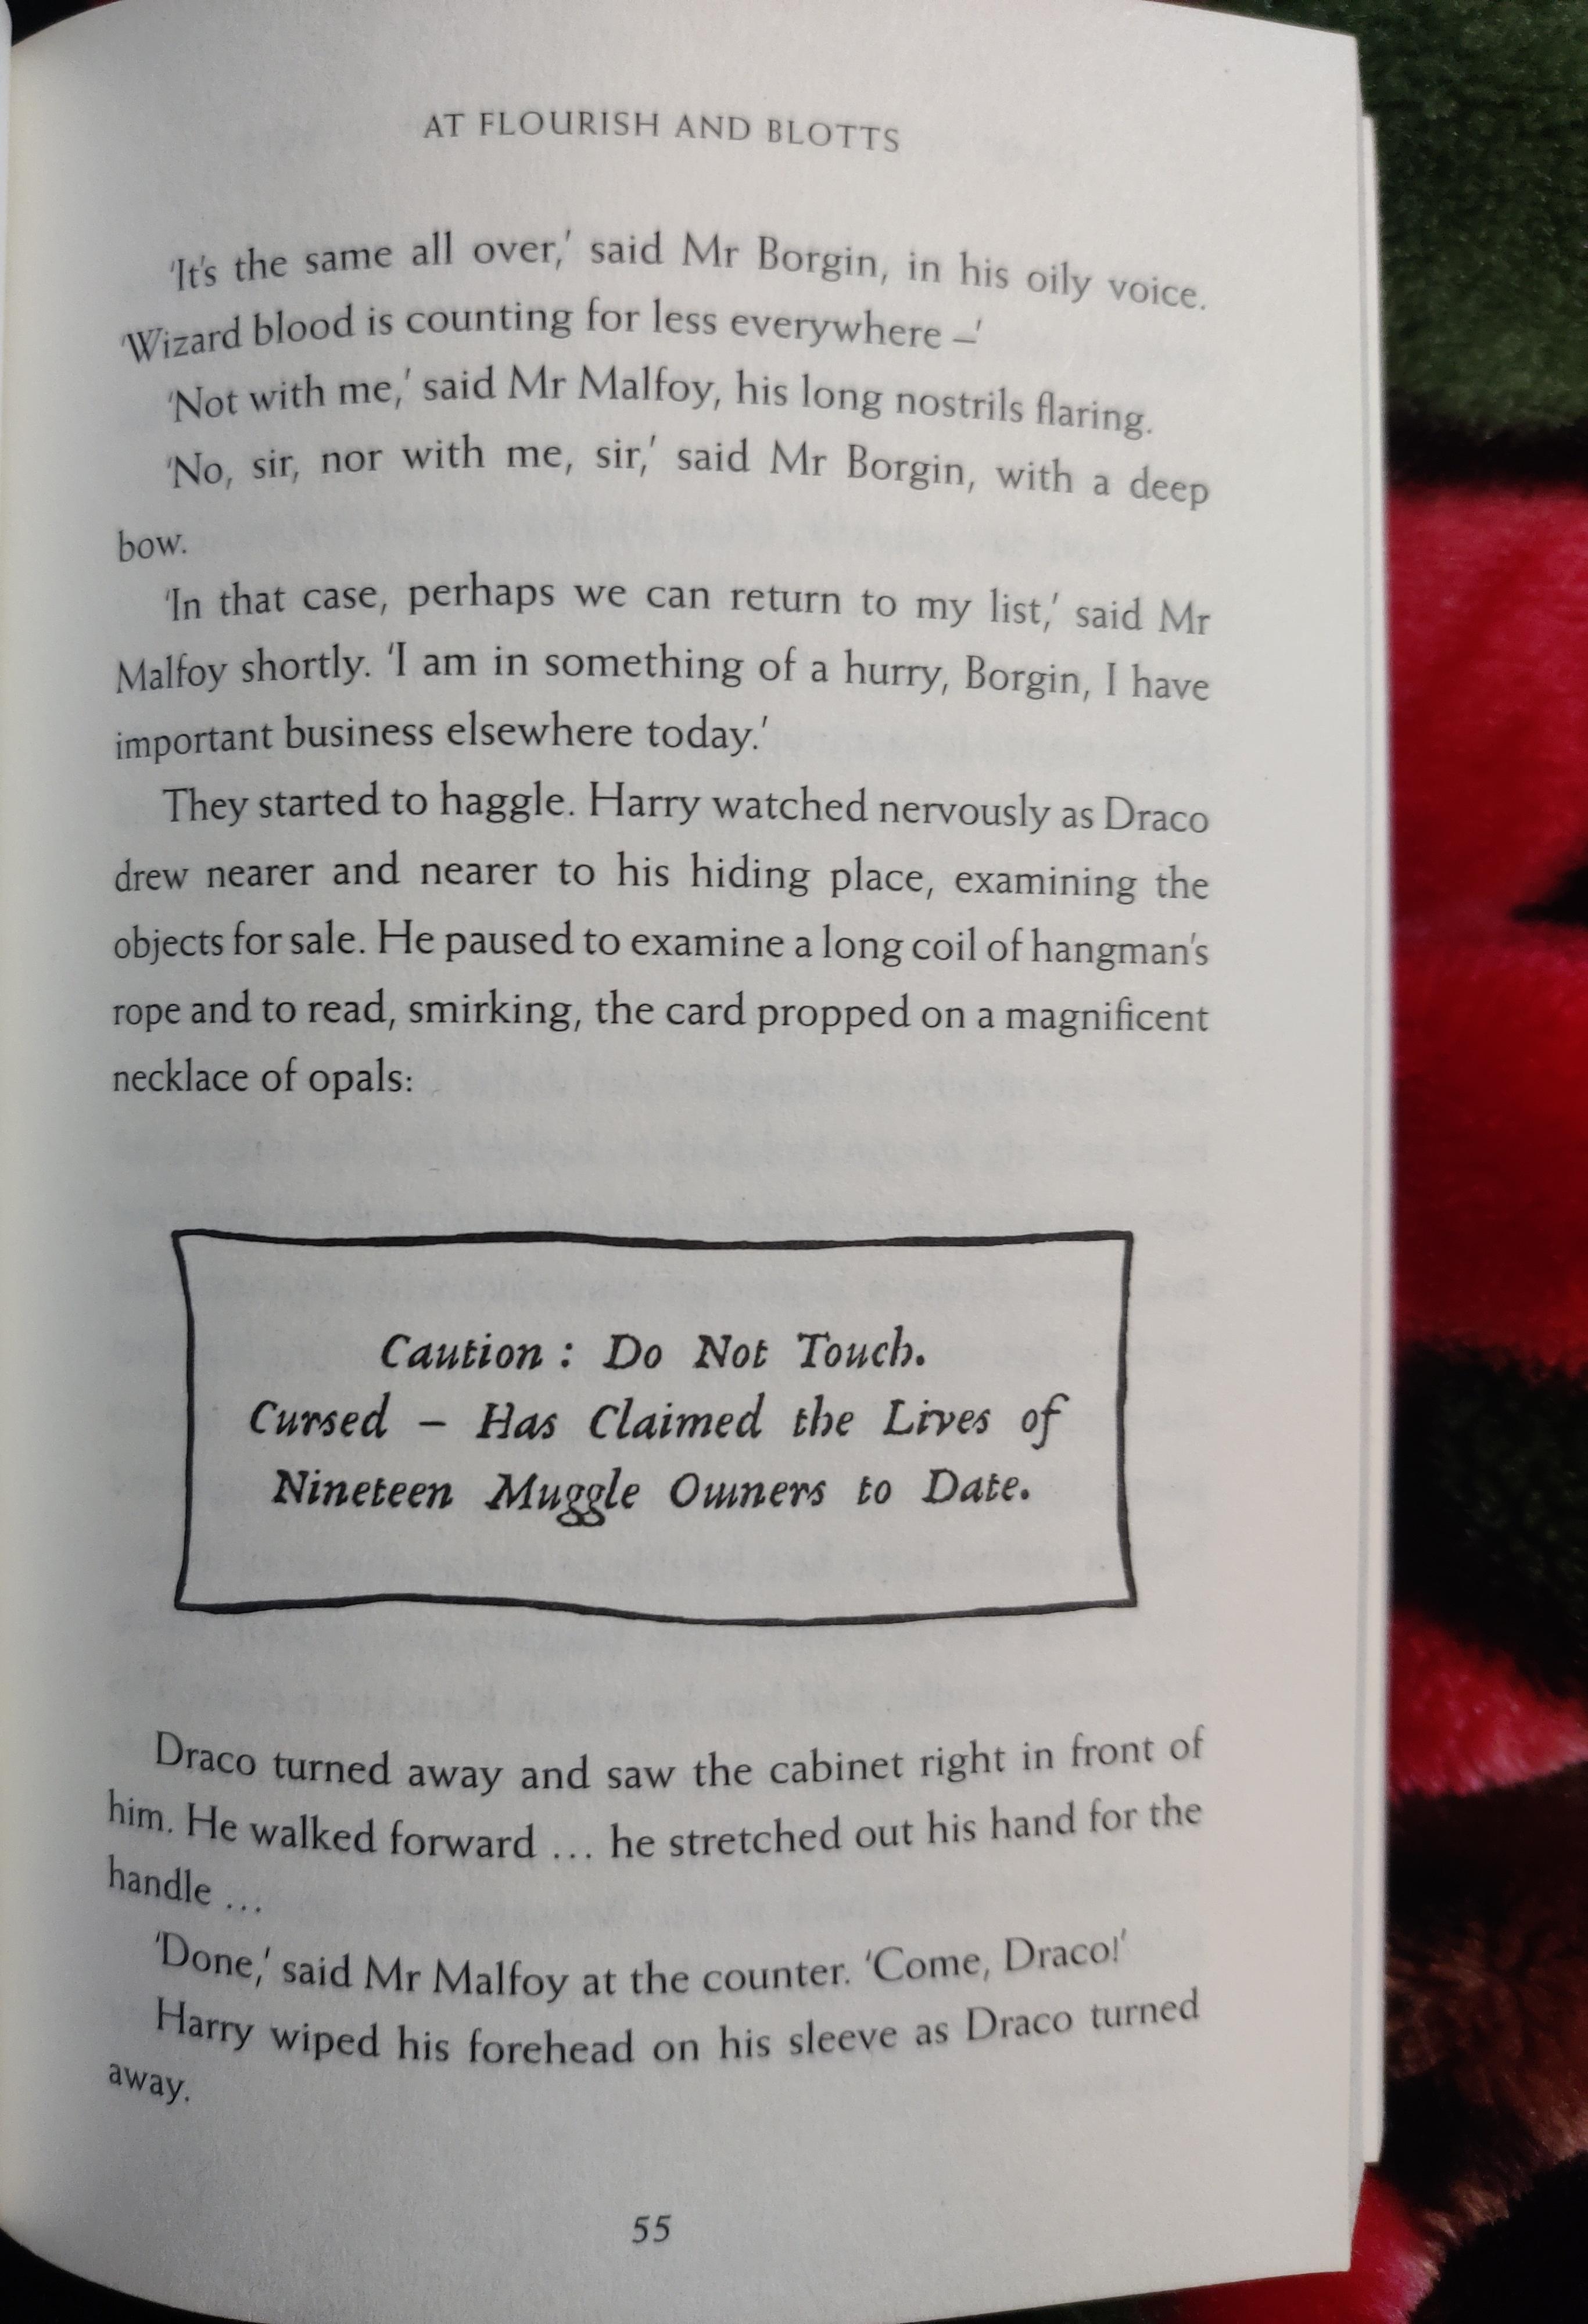 AT FLOURISH AND BLOTTS
'It's the same all over,' said Mr Borgin, in his oily voice.
'Wizard blood is counting for less everywhere –'
'Not with me,' said Mr Malfoy, his long nostrils flaring.
'No, sir, nor with me, sir,' said Mr Borgin, with a deep
bow.
'In that case, perhaps we can return to my list,' said Mr
Malfoy shortly. 'I am in something of a hurry, Borgin, I have
important business elsewhere today.'
They started to haggle. Harry watched nervously as Draco
drew nearer and nearer to his hiding place, examining the
objects for sale. He paused to examine a long coil of hangman's
rope and to read, smirking, the card propped on a magnificent
necklace of opals:
Caution : Do Not Touch.
Cursed – Has Claimed the Lives of
Nineteen Muggle Owners to Date.
Draco turned away and saw the cabinet right in front of
him. He walked forward ... he stretched out his hand for the
handle ...
'Done,' said Mr Malfoy at the counter. 'Come, Draco!'
Harry wiped his forehead on his sleeve as Draco turned
away.
55